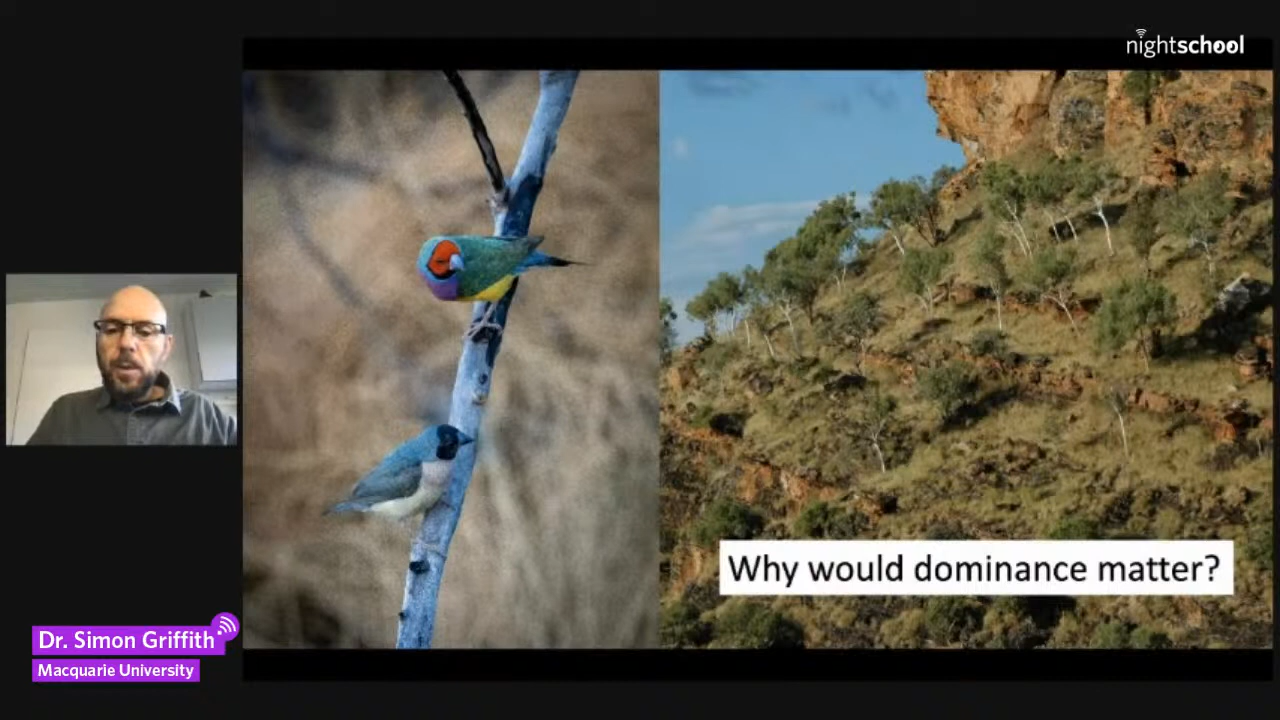 nightschool
Why would dominance matter?
Dr. Simon Griffith
Macquarie University